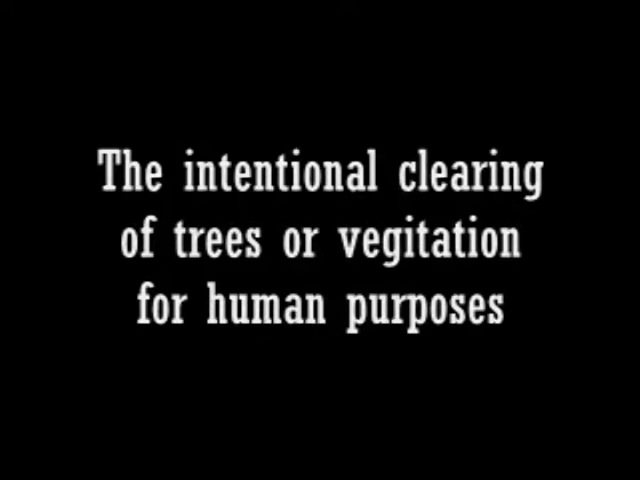 The intentional clearing
of trees or vegitation
for human purposes